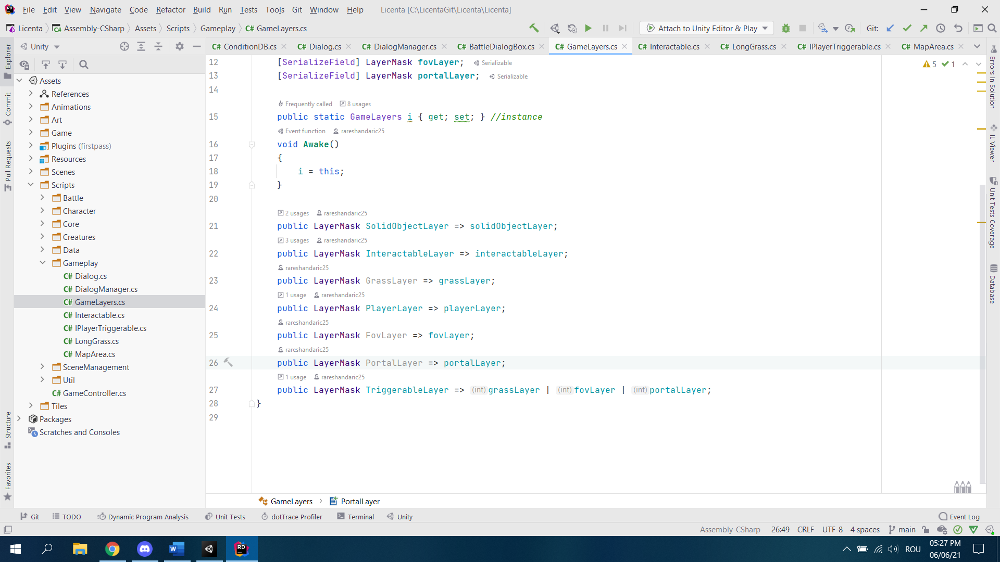 File Edit View Navigate Code Refactor Build Run Tests Tools Git Window Help Licenta [C:\LicentaGit\Licenta\Licenta]
Licenta Assembly-CSharp Assets Scripts Gameplay C# GameLayers.cs Attach to Unity Editor & Play Git:
Unity
C# ConditionDB.cs C# Dialog.cs C# DialogManager.cs C# BattleDialogBox.cs C# GameLayers.cs C# Interactable.cs C# LongGrass.cs C# IPlayerTriggerable.cs C# MapArea.cs
Explorer
Commit
Pull Requests
Structure
Favorites
Assets
References
Animations
Art
Game
Plugins (firstpass)
Resources
Scenes
Scripts
Battle
Character
Core
Creatures
Data
Gameplay
C# Dialog.cs
C# DialogManager.cs
C# GameLayers.cs
C# Interactable.cs
C# IPlayerTriggerable.cs
C# LongGrass.cs
C# MapArea.cs
SceneManagement
Util
C# GameController.cs
Tiles
Packages
Scratches and Consoles
12 [SerializeField] LayerMask fovLayer; Serializable
13 [SerializeField] LayerMask portalLayer; Serializable
14
Frequently called 8 usages
15 public static GameLayers i { get; set; } //instance
Event function rareshandaric25
16 void Awake()
17 {
18 i = this;
19 }
20
2 usages rareshandaric25
21 public LayerMask SolidObjectLayer => solidObjectLayer;
3 usages rareshandaric25
22 public LayerMask InteractableLayer => interactableLayer;
rareshandaric25
23 public LayerMask GrassLayer => grassLayer;
1 usage rareshandaric25
24 public LayerMask PlayerLayer => playerLayer;
rareshandaric25
25 public LayerMask FovLayer => fovLayer;
rareshandaric25
26 public LayerMask PortalLayer => portalLayer;
1 usage rareshandaric25
27 public LayerMask TriggerableLayer => (int) grassLayer | (int) fovLayer | (int) portalLayer;
28 }
29
5 1
Errors In Solution
IL Viewer
Unit Tests Coverage
Database
GameLayers PortalLayer
Git TODO Dynamic Program Analysis Unit Tests dotTrace Profiler Terminal Unity Event Log
Assembly-CSharp 26:49 CRLF UTF-8 4 spaces main
ROU 05:27 PM
06/06/21